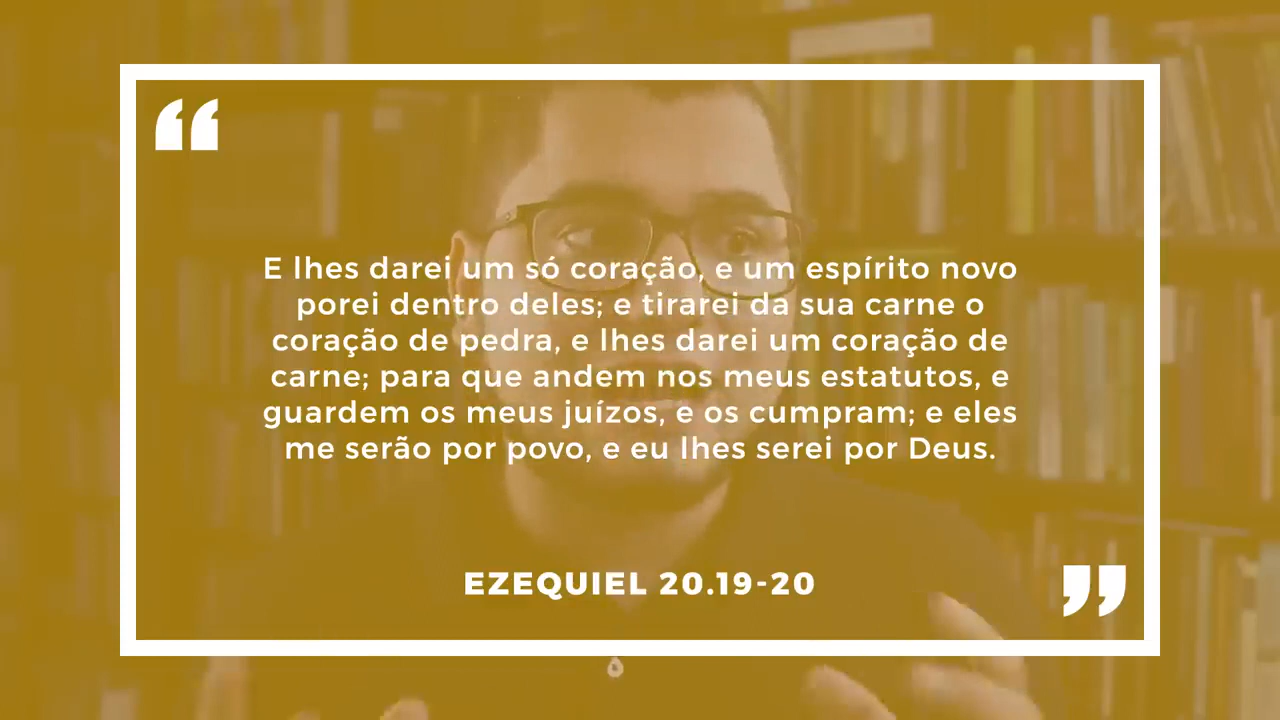 “
E lhes darei um só coração, e um espírito novo
porei dentro deles; e tirarei da sua carne o
coração de pedra, e lhes darei um coração de
carne; para que andem nos meus estatutos, e
guardem os meus juízos, e os cumpram; e eles
me serão por povo, e eu lhes serei por Deus.
EZEQUIEL 20.19-20
”